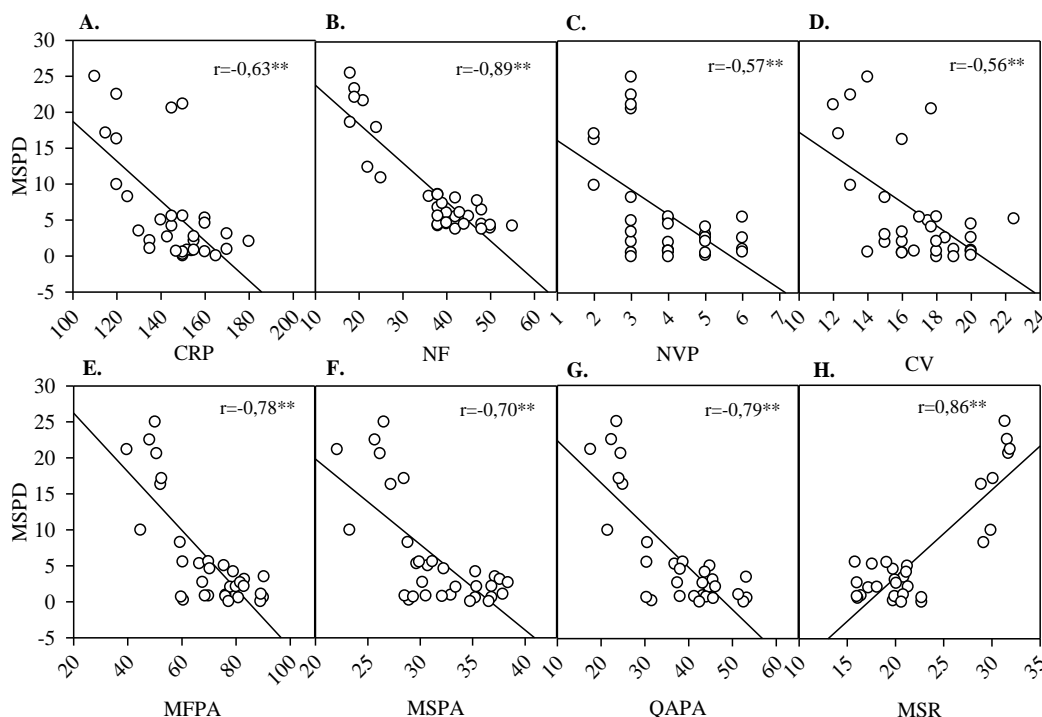 A. B. C. D.
r=-0,63** r=-0,89** r=-0,57** r=-0,56**
MSPD
30
25
20
15
10
5
0
-5
100 120 140 160 180 200
10 20 30 40 50 60
1 2 3 4 5 6 7
10 12 14 16 18 20 22 24
CRP NF NVP CV
E. F. G. H.
r=-0,78** r=-0,70** r=-0,79** r=0,86**
MSPD
30
25
20
15
10
5
0
-5
20 40 60 80 100
20 25 30 35 40
10 20 30 40 50 60
10 15 20 25 30 35
MFPA MSPA QAPA MSR